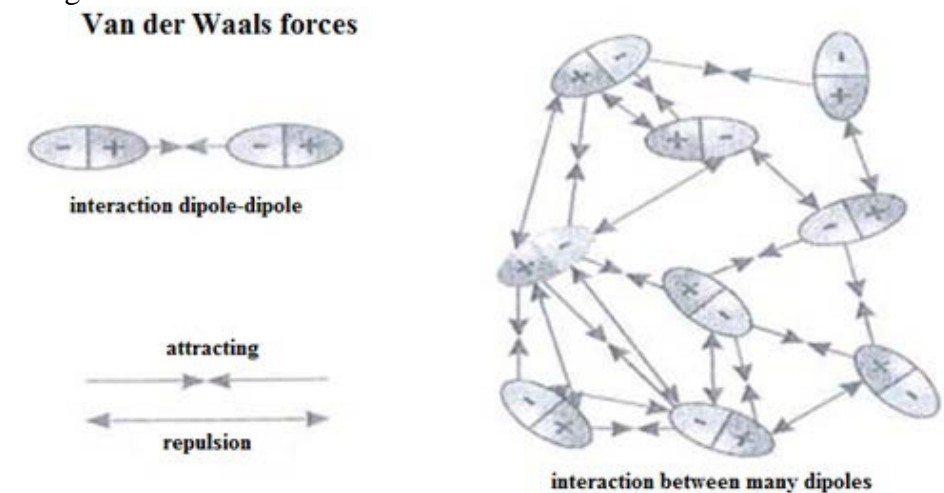 Van der Waals forces
- + - +
interaction dipole-dipole
attracting
repulsion
+ -
-
+
+ -
- +
+ -
+
-
+
-
-
+
- +
interaction between many dipoles